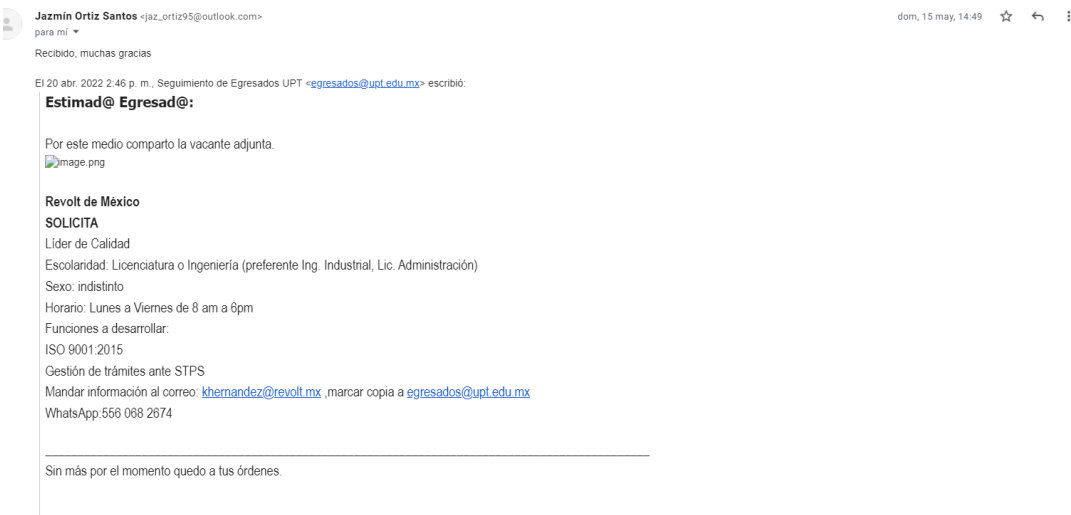 Jazmín Ortiz Santos <jaz_ortiz95@outlook.com>
dom, 15 may, 14:49
para mí
Recibido, muchas gracias
El 20 abr. 2022 2:46 p. m., Seguimiento de Egresados UPT <egresados@upt.edu.mx> escribió:
Estimad@ Egresad@:
Por este medio comparto la vacante adjunta.
image.png
Revolt de México
SOLICITA
Líder de Calidad
Escolaridad: Licenciatura o Ingeniería (preferente Ing. Industrial, Lic. Administración)
Sexo: indistinto
Horario: Lunes a Viernes de 8 am a 6pm
Funciones a desarrollar:
ISO 9001:2015
Gestión de trámites ante STPS
Mandar información al correo: khernandez@revolt.mx ,marcar copia a egresados@upt.edu.mx
WhatsApp:556 068 2674
Sin más por el momento quedo a tus órdenes.